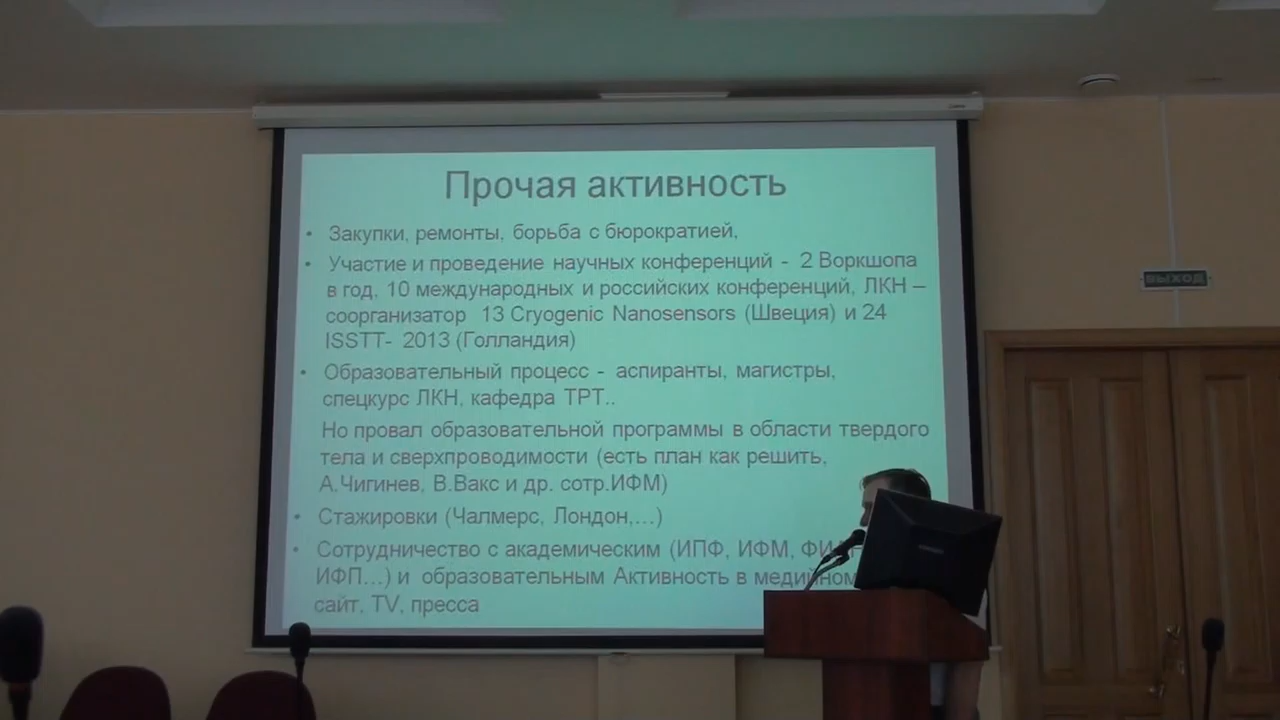 Прочая активность
• Закупки, ремонты, борьба с бюрократией,
• Участие и проведение научных конференций - 2 Воркшопа
в год, 10 международных и российских конференций, ЛКН –
соорганизатор 13 Cryogenic Nanosensors (Швеция) и 24
ISSTT- 2013 (Голландия)
• Образовательный процесс - аспиранты, магистры,
спецкурс ЛКН, кафедра ТРТ..
Но провал образовательной программы в области твердого
тела и сверхпроводимости (есть план как решить,
А.Чигинев, В.Вакс и др. сотр.ИФМ)
• Стажировки (Чалмерс, Лондон,…)
• Сотрудничество с академическим (ИПФ, ИФМ,
ИФП…) и образовательным Активность в медийном
сайт, TV, пресса
ВЫХОД